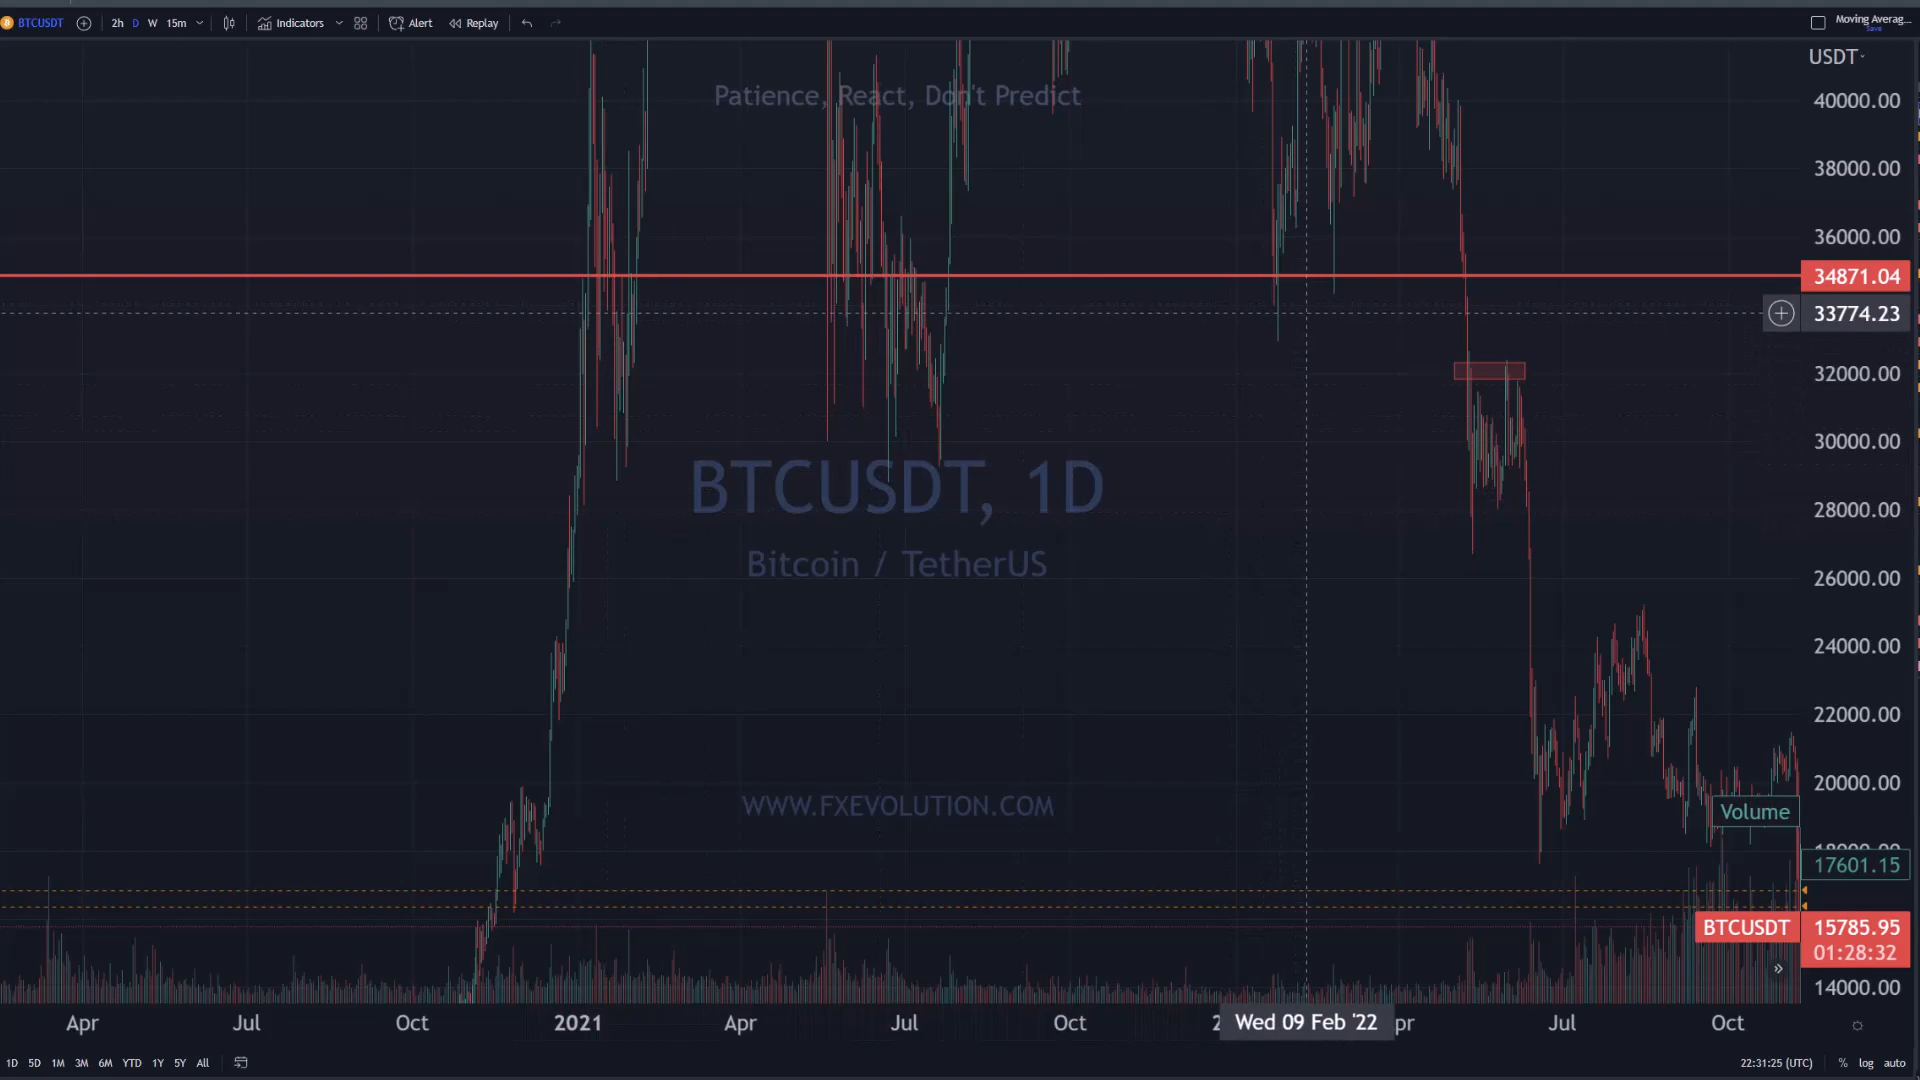 BTCUSDT 2h D W 15m Indicators Alert Replay Moving Averag...
Save
USDT
Patience, React, Don't Predict
40000.00
38000.00
36000.00
34871.04
33774.23
32000.00
30000.00
BTCUSDT, 1D
28000.00
Bitcoin / TetherUS
26000.00
24000.00
22000.00
20000.00
WWW.FXEVOLUTION.COM
Volume
17601.15
BTCUSDT 15785.95
01:28:32
14000.00
Apr Jul Oct 2021 Apr Jul Oct Wed 09 Feb '22 Jul Oct
1D 5D 1M 3M 6M YTD 1Y 5Y All 22:31:25 (UTC) % log auto